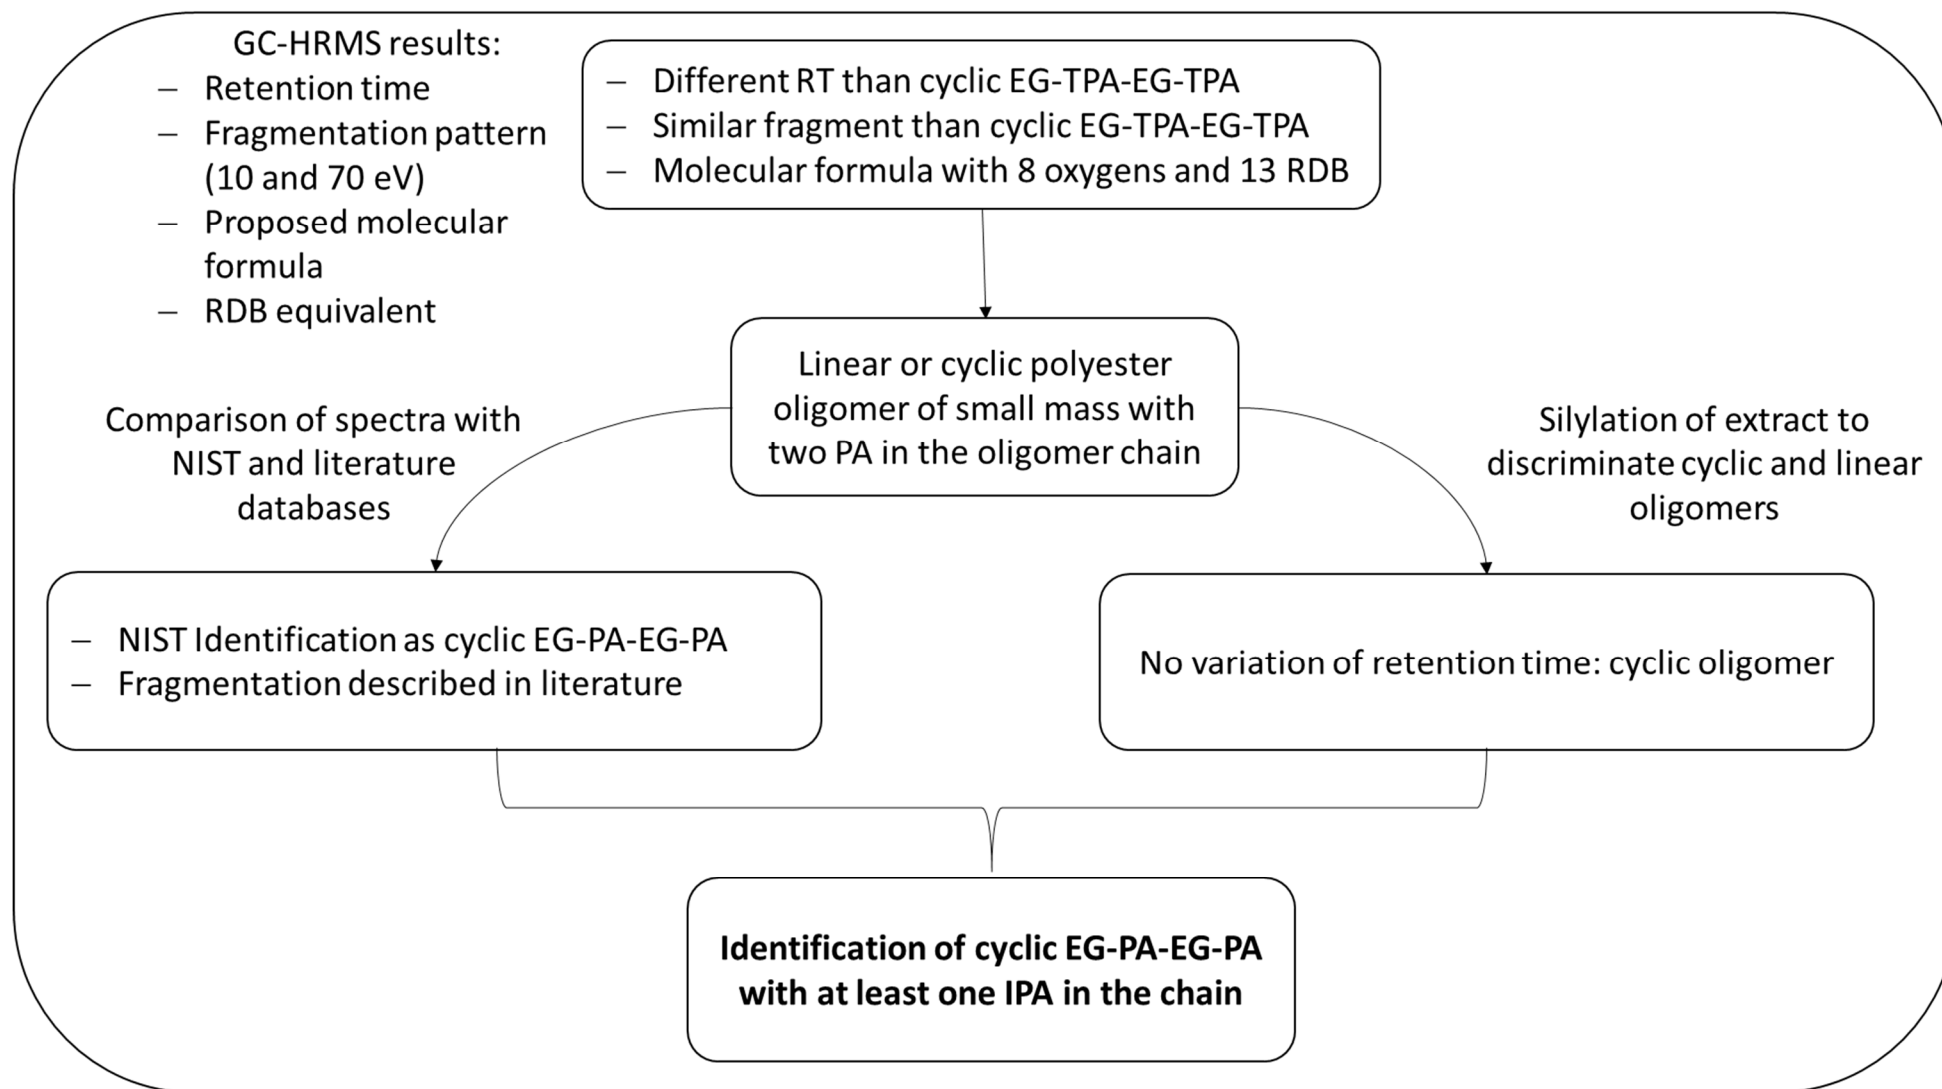 GC-HRMS results:
– Retention time
– Fragmentation pattern
(10 and 70 eV)
– Proposed molecular
formula
– RDB equivalent
– Different RT than cyclic EG-TPA-EG-TPA
– Similar fragment than cyclic EG-TPA-EG-TPA
– Molecular formula with 8 oxygens and 13 RDB
Linear or cyclic polyester
oligomer of small mass with
two PA in the oligomer chain
Comparison of spectra with
NIST and literature
databases
Silylation of extract to
discriminate cyclic and linear
oligomers
– NIST Identification as cyclic EG-PA-EG-PA
– Fragmentation described in literature
No variation of retention time: cyclic oligomer
Identification of cyclic EG-PA-EG-PA
with at least one IPA in the chain